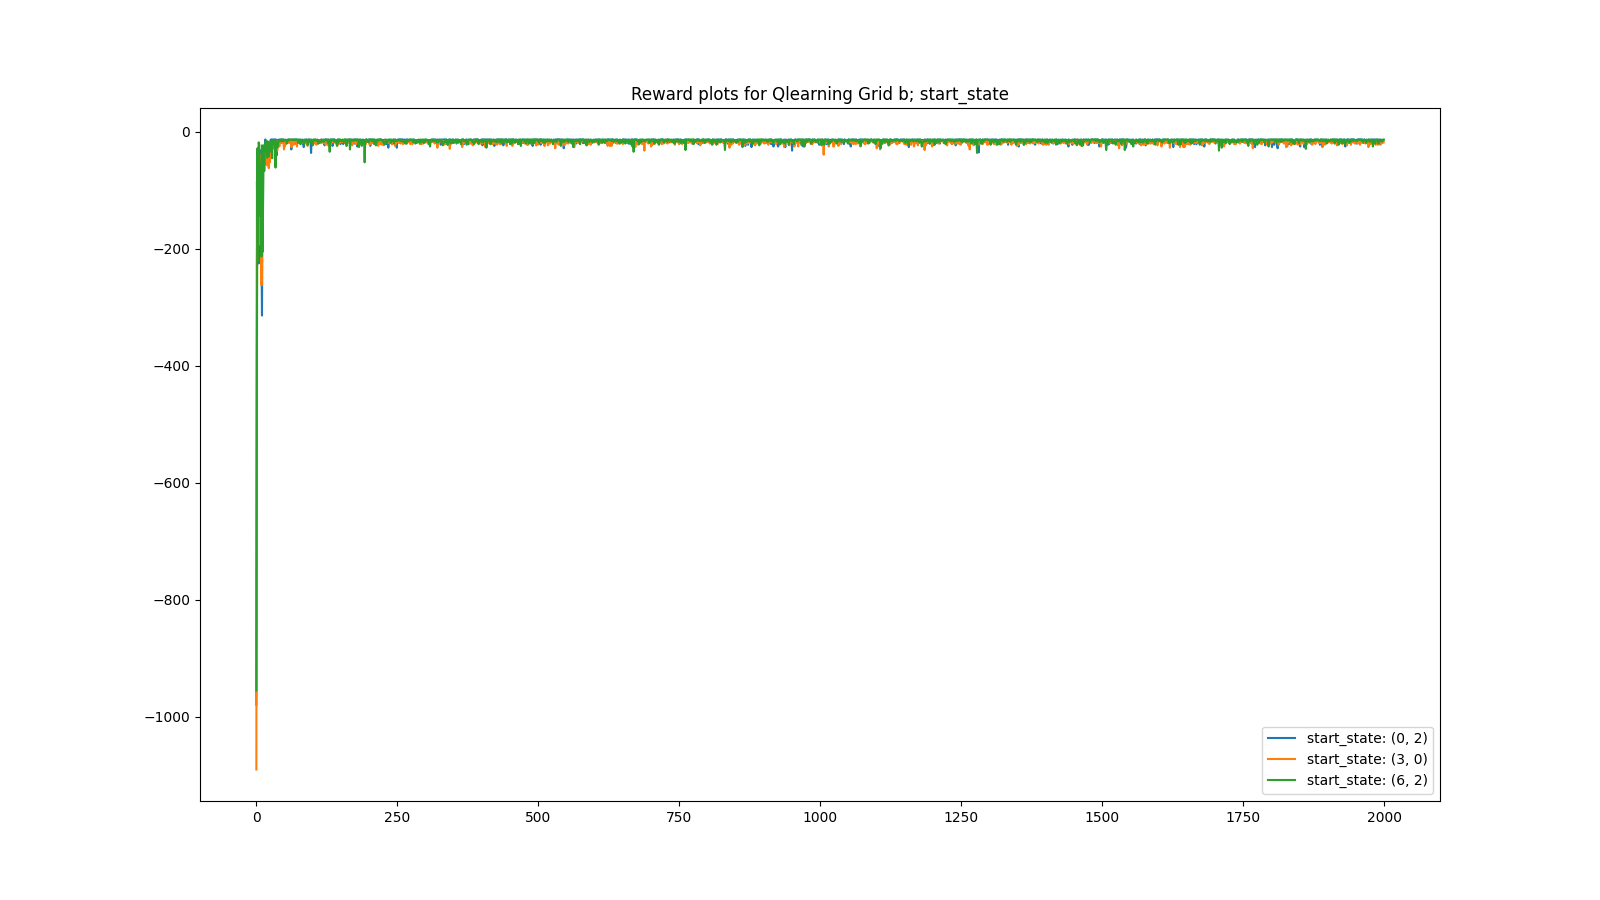 Reward plots for Qlearning Grid b; start_state
0
−200
−400
−600
−800
−1000
0 250 500 750 1000 1250 1500 1750 2000
start_state: (0, 2)
start_state: (3, 0)
start_state: (6, 2)